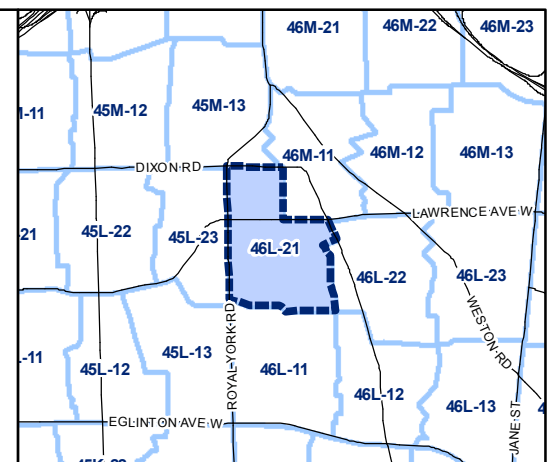 46M-21
46M-22
46M-23
-11
45M-12
45M-13
46M-11
46M-12
46M-13
DIXON RD
LAWRENCE AVE W
21
45L-22
45L-23
46L-21
46L-22
46L-23
WESTON RD
ROYAL YORK RD
-11
45L-12
45L-13
46L-11
46L-12
46L-13
4
JANE ST
EGLINTON AVE W